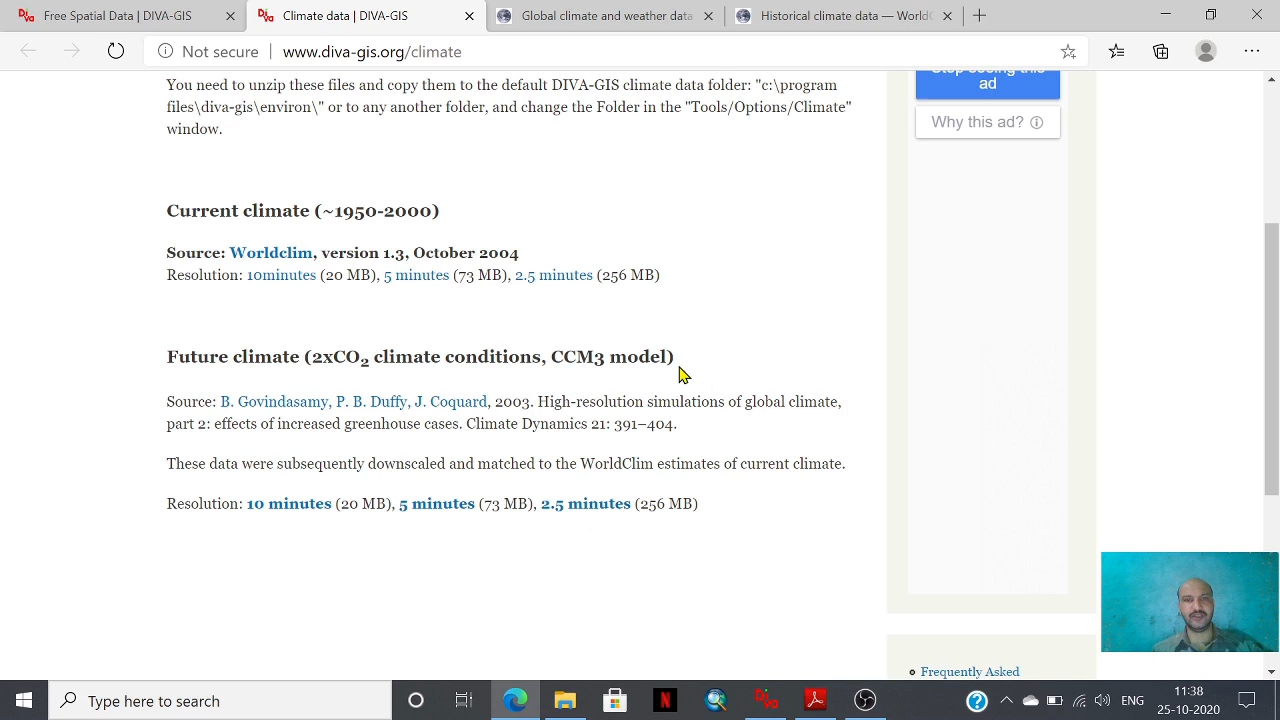 Free Spatial Data | DIVA-GIS
Climate data | DIVA-GIS
Global climate and weather data
Historical climate data — WorldC
Not secure
www.diva-gis.org/climate
You need to unzip these files and copy them to the default DIVA-GIS climate data folder: "c:\program
files\diva-gis\environ\" or to any another folder, and change the Folder in the "Tools/Options/Climate"
window.
Stop seeing this
ad
Why this ad?
Current climate (~1950-2000)
Source: Worldclim, version 1.3, October 2004
Resolution: 10minutes (20 MB), 5 minutes (73 MB), 2.5 minutes (256 MB)
Future climate (2xCO₂ climate conditions, CCM3 model)
Source: B. Govindasamy, P. B. Duffy, J. Coquard, 2003. High-resolution simulations of global climate,
part 2: effects of increased greenhouse cases. Climate Dynamics 21: 391–404.
These data were subsequently downscaled and matched to the WorldClim estimates of current climate.
Resolution: 10 minutes (20 MB), 5 minutes (73 MB), 2.5 minutes (256 MB)
Frequently Asked
Type here to search
ENG
11:38
25-10-2020